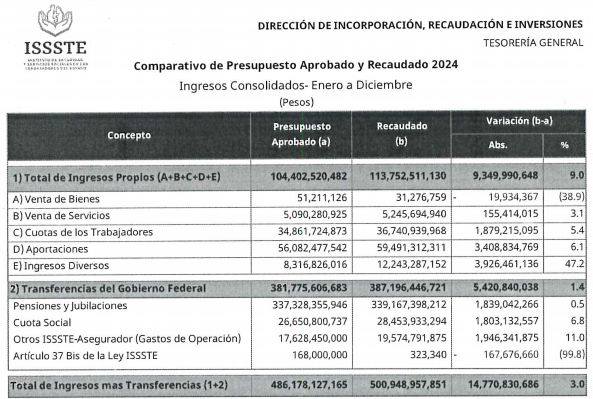 ISSSTE
DIRECCIÓN DE INCORPORACIÓN, RECAUDACIÓN E INVERSIONES
TESORERÍA GENERAL
Comparativo de Presupuesto Aprobado y Recaudado 2024
Ingresos Consolidados- Enero a Diciembre
(Pesos)
Concepto Presupuesto Aprobado (a) Recaudado (b) Variación (b-a) Abs. %
1) Total de Ingresos Propios (A+B+C+D+E) 104,402,520,482 113,752,511,130 9,349,990,648 9.0
A) Venta de Bienes 51,211,126 31,276,759 - 19,934,367 (38.9)
B) Venta de Servicios 5,090,280,925 5,245,694,940 155,414,015 3.1
C) Cuotas de los Trabajadores 34,861,724,873 36,740,939,968 1,879,215,095 5.4
D) Aportaciones 56,082,477,542 59,491,312,311 3,408,834,769 6.1
E) Ingresos Diversos 8,316,826,016 12,243,287,152 3,926,461,136 47.2
2) Transferencias del Gobierno Federal 381,775,606,683 387,196,446,721 5,420,840,038 1.4
Pensiones y Jubilaciones 337,328,355,946 339,167,398,212 1,839,042,266 0.5
Cuota Social 26,650,800,737 28,453,933,294 1,803,132,557 6.8
Otros ISSSTE-Asegurador (Gastos de Operación) 17,628,450,000 19,574,791,875 1,946,341,875 11.0
Artículo 37 Bis de la Ley ISSSTE 168,000,000 323,340 - 167,676,660 (99.8)
Total de Ingresos mas Transferencias (1+2) 486,178,127,165 500,948,957,851 14,770,830,686 3.0